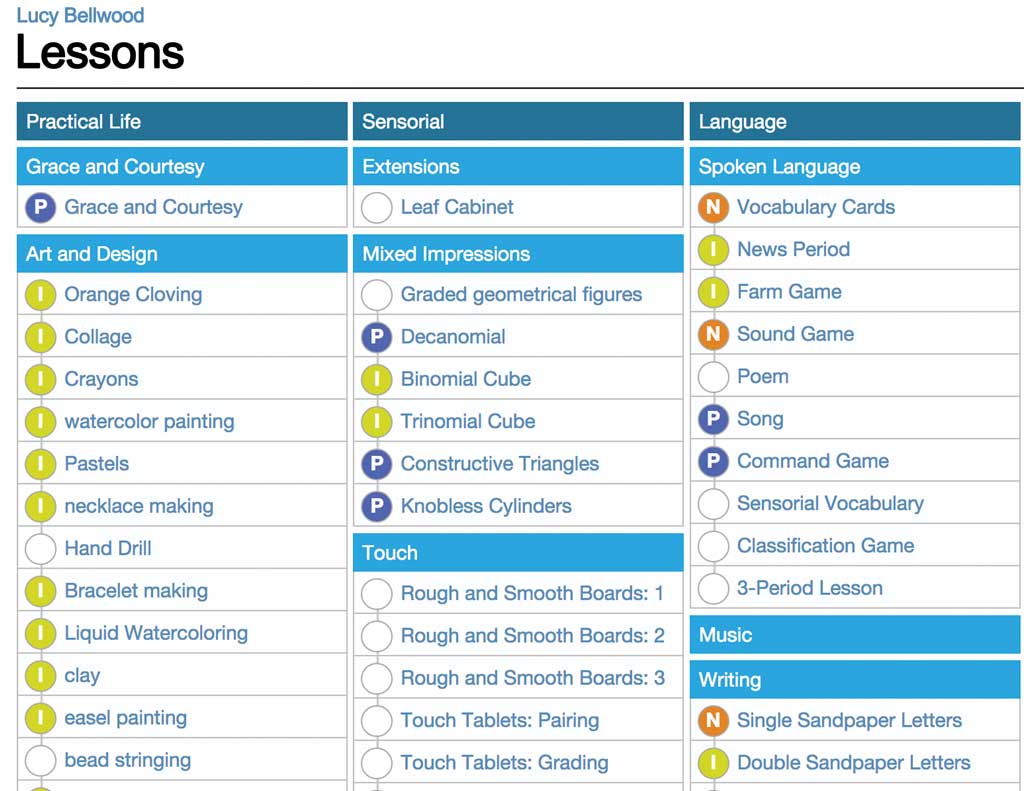 Lucy Bellwood
Lessons
Practical Life
Grace and Courtesy
P Grace and Courtesy
Art and Design
I Orange Cloving
I Collage
I Crayons
I watercolor painting
I Pastels
I necklace making
Hand Drill
I Bracelet making
I Liquid Watercoloring
I clay
I easel painting
bead stringing
Sensorial
Extensions
Leaf Cabinet
Mixed Impressions
Graded geometrical figures
P Decanomial
I Binomial Cube
I Trinomial Cube
P Constructive Triangles
P Knobless Cylinders
Touch
Rough and Smooth Boards: 1
Rough and Smooth Boards: 2
Rough and Smooth Boards: 3
Touch Tablets: Pairing
Touch Tablets: Grading
Language
Spoken Language
N Vocabulary Cards
I News Period
I Farm Game
N Sound Game
Poem
P Song
P Command Game
Sensorial Vocabulary
Classification Game
3-Period Lesson
Music
Writing
N Single Sandpaper Letters
I Double Sandpaper Letters